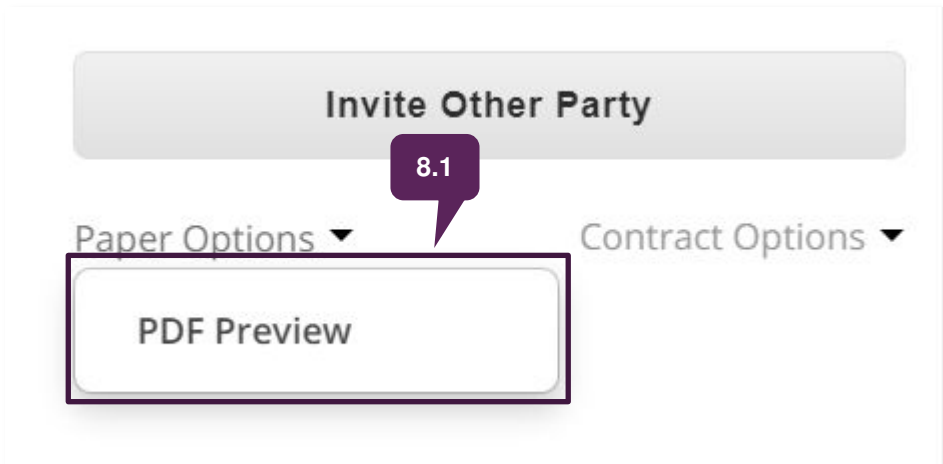 Invite Other Party
8.1
Paper Options
Contract Options
PDF Preview